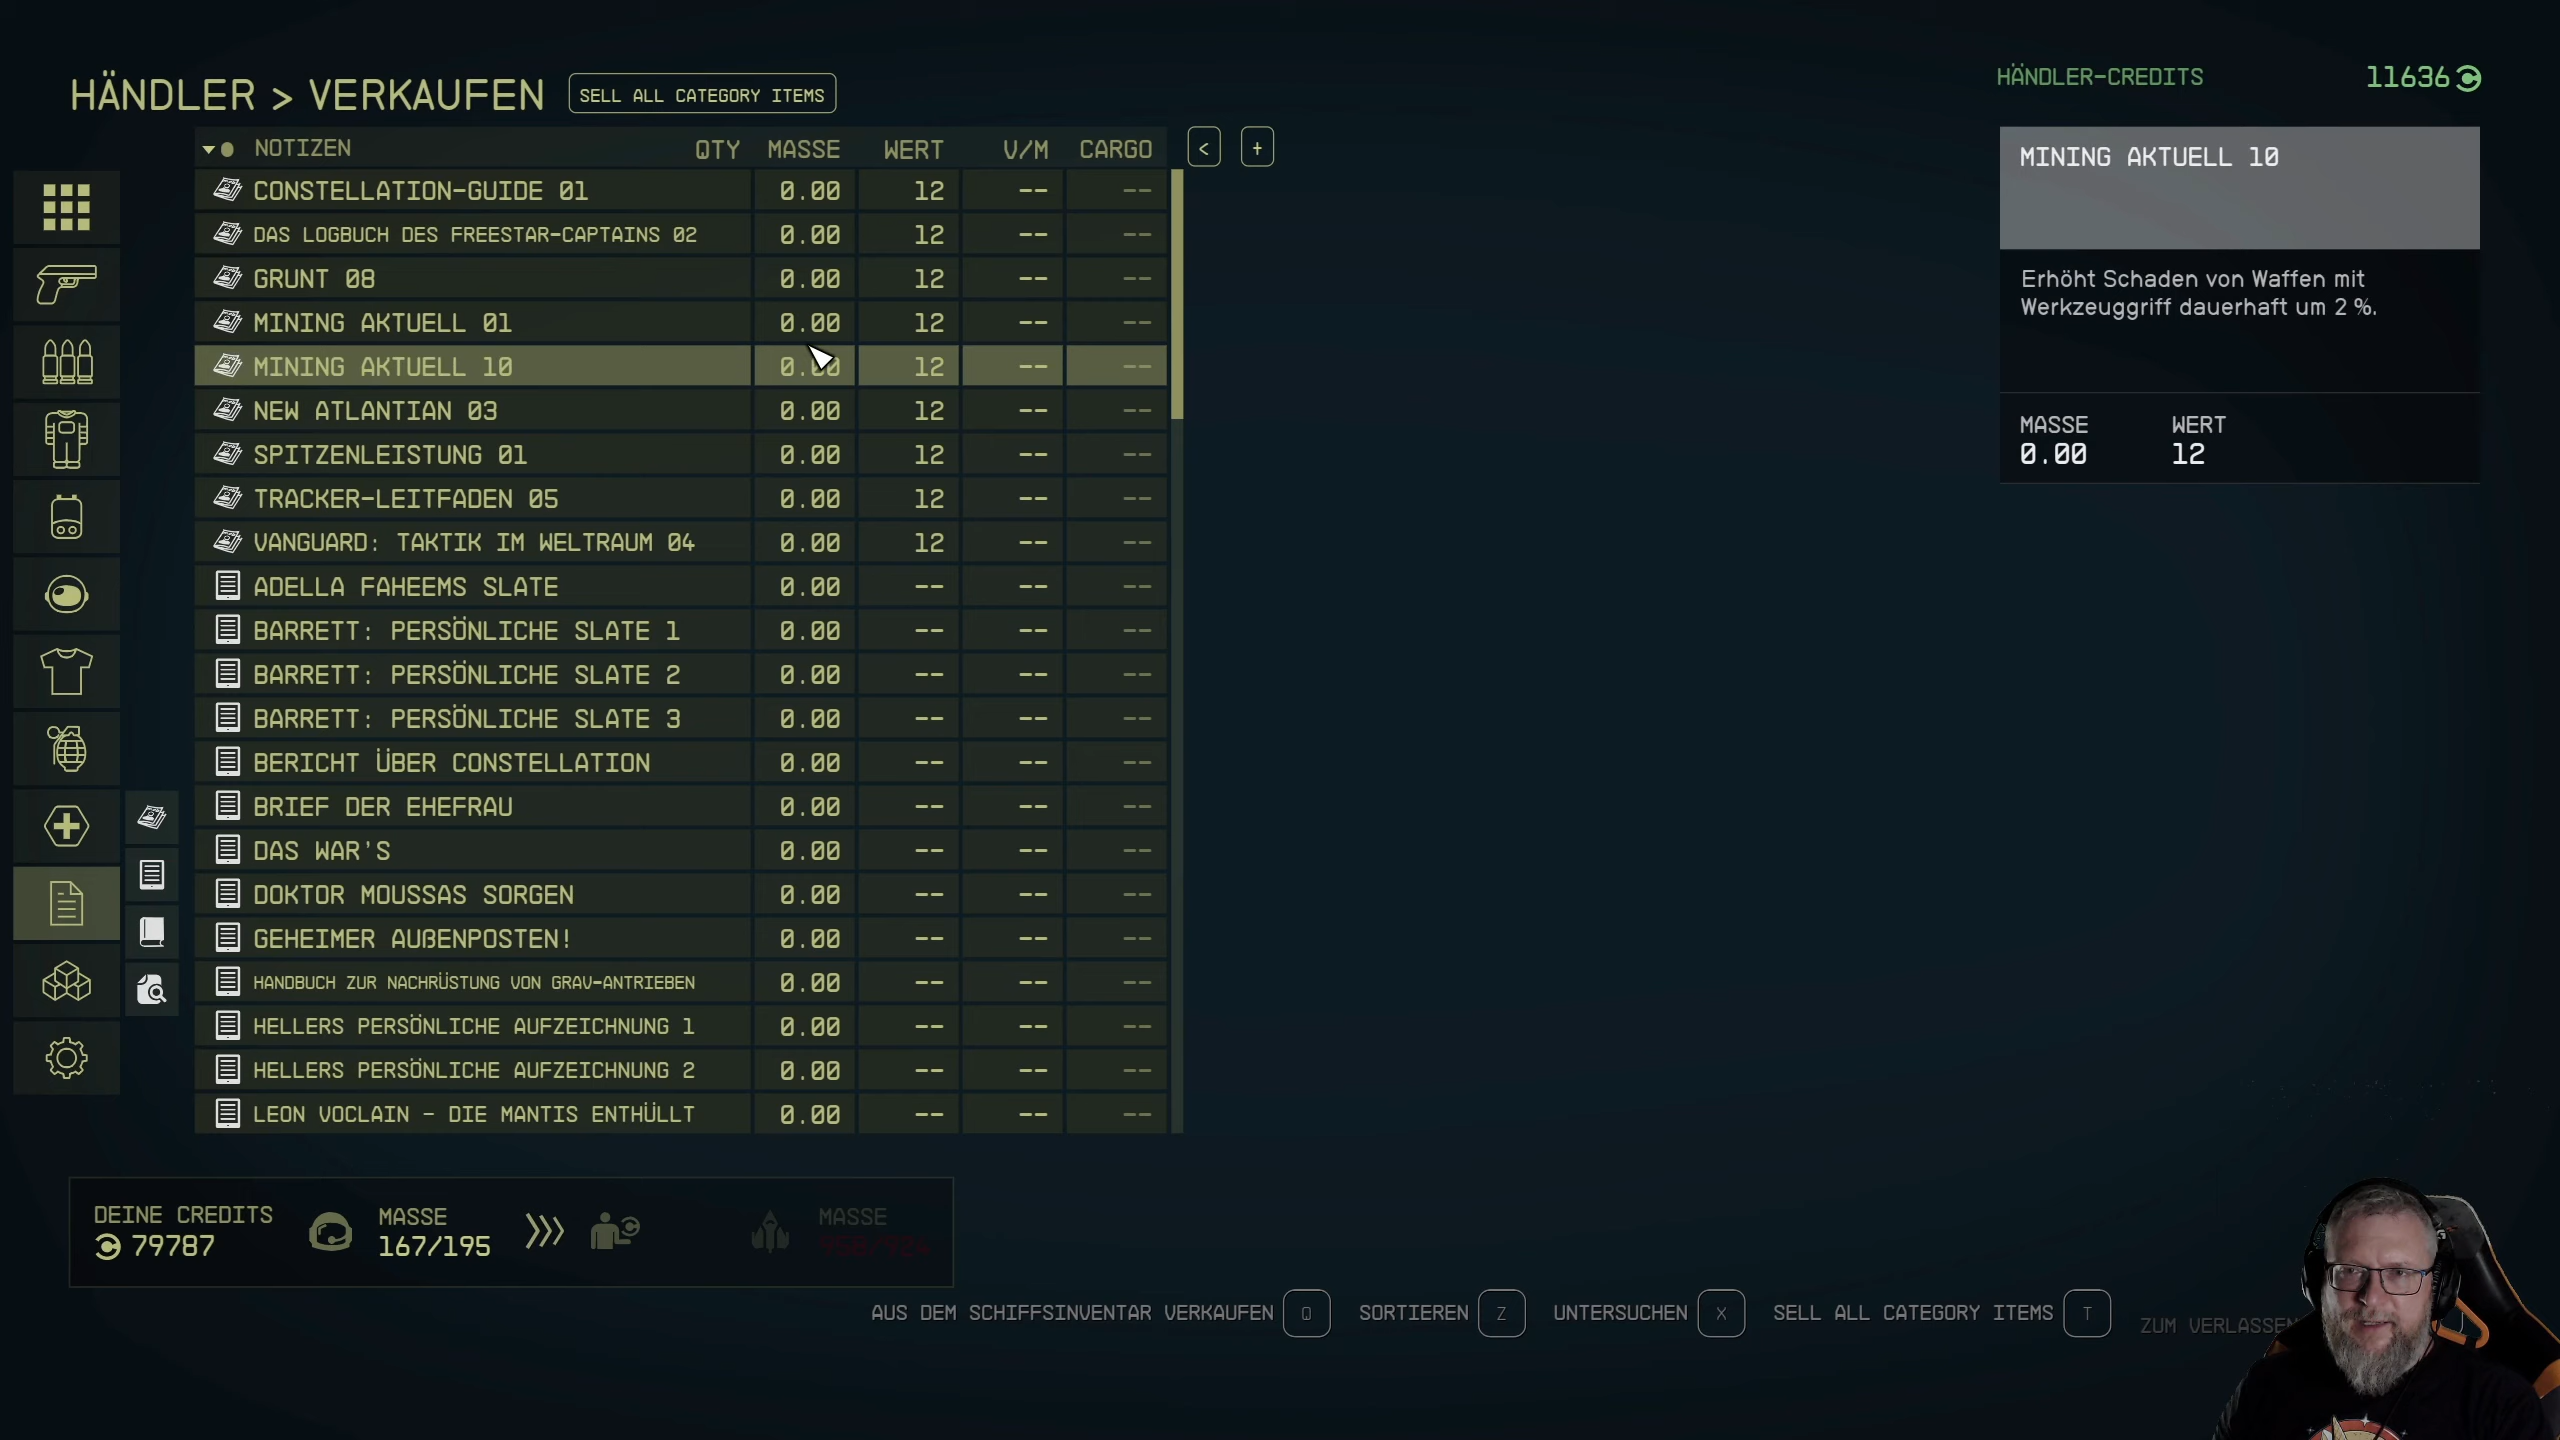 HÄNDLER > VERKAUFEN
SELL ALL CATEGORY ITEMS
HÄNDLER-CREDITS 11636
NOTIZEN QTY MASSE WERT V/M CARGO < +
CONSTELLATION-GUIDE 01 0.00 12 -- --
DAS LOGBUCH DES FREESTAR-CAPTAINS 02 0.00 12 -- --
GRUNT 08 0.00 12 -- --
MINING AKTUELL 01 0.00 12 -- --
MINING AKTUELL 10 0.00 12 -- --
NEW ATLANTIAN 03 0.00 12 -- --
SPITZENLEISTUNG 01 0.00 12 -- --
TRACKER-LEITFADEN 05 0.00 12 -- --
VANGUARD: TAKTIK IM WELTRAUM 04 0.00 12 -- --
ADELLA FAHEEMS SLATE 0.00 -- -- --
BARRETT: PERSÖNLICHE SLATE 1 0.00 -- -- --
BARRETT: PERSÖNLICHE SLATE 2 0.00 -- -- --
BARRETT: PERSÖNLICHE SLATE 3 0.00 -- -- --
BERICHT ÜBER CONSTELLATION 0.00 -- -- --
BRIEF DER EHEFRAU 0.00 -- -- --
DAS WAR'S 0.00 -- -- --
DOKTOR MOUSSAS SORGEN 0.00 -- -- --
GEHEIMER AUßENPOSTEN! 0.00 -- -- --
HANDBUCH ZUR NACHRÜSTUNG VON GRAV-ANTRIEBEN 0.00 -- -- --
HELLERS PERSÖNLICHE AUFZEICHNUNG 1 0.00 -- -- --
HELLERS PERSÖNLICHE AUFZEICHNUNG 2 0.00 -- -- --
LEON VOCLAIN - DIE MANTIS ENTHÜLLT 0.00 -- -- --
MINING AKTUELL 10
Erhöht Schaden von Waffen mit
Werkzeuggriff dauerhaft um 2 %.
MASSE WERT
0.00 12
DEINE CREDITS MASSE MASSE
79787 167/195
AUS DEM SCHIFFSINVENTAR VERKAUFEN Q SORTIEREN Z UNTERSUCHEN X SELL ALL CATEGORY ITEMS T ZUM VERLASSEN